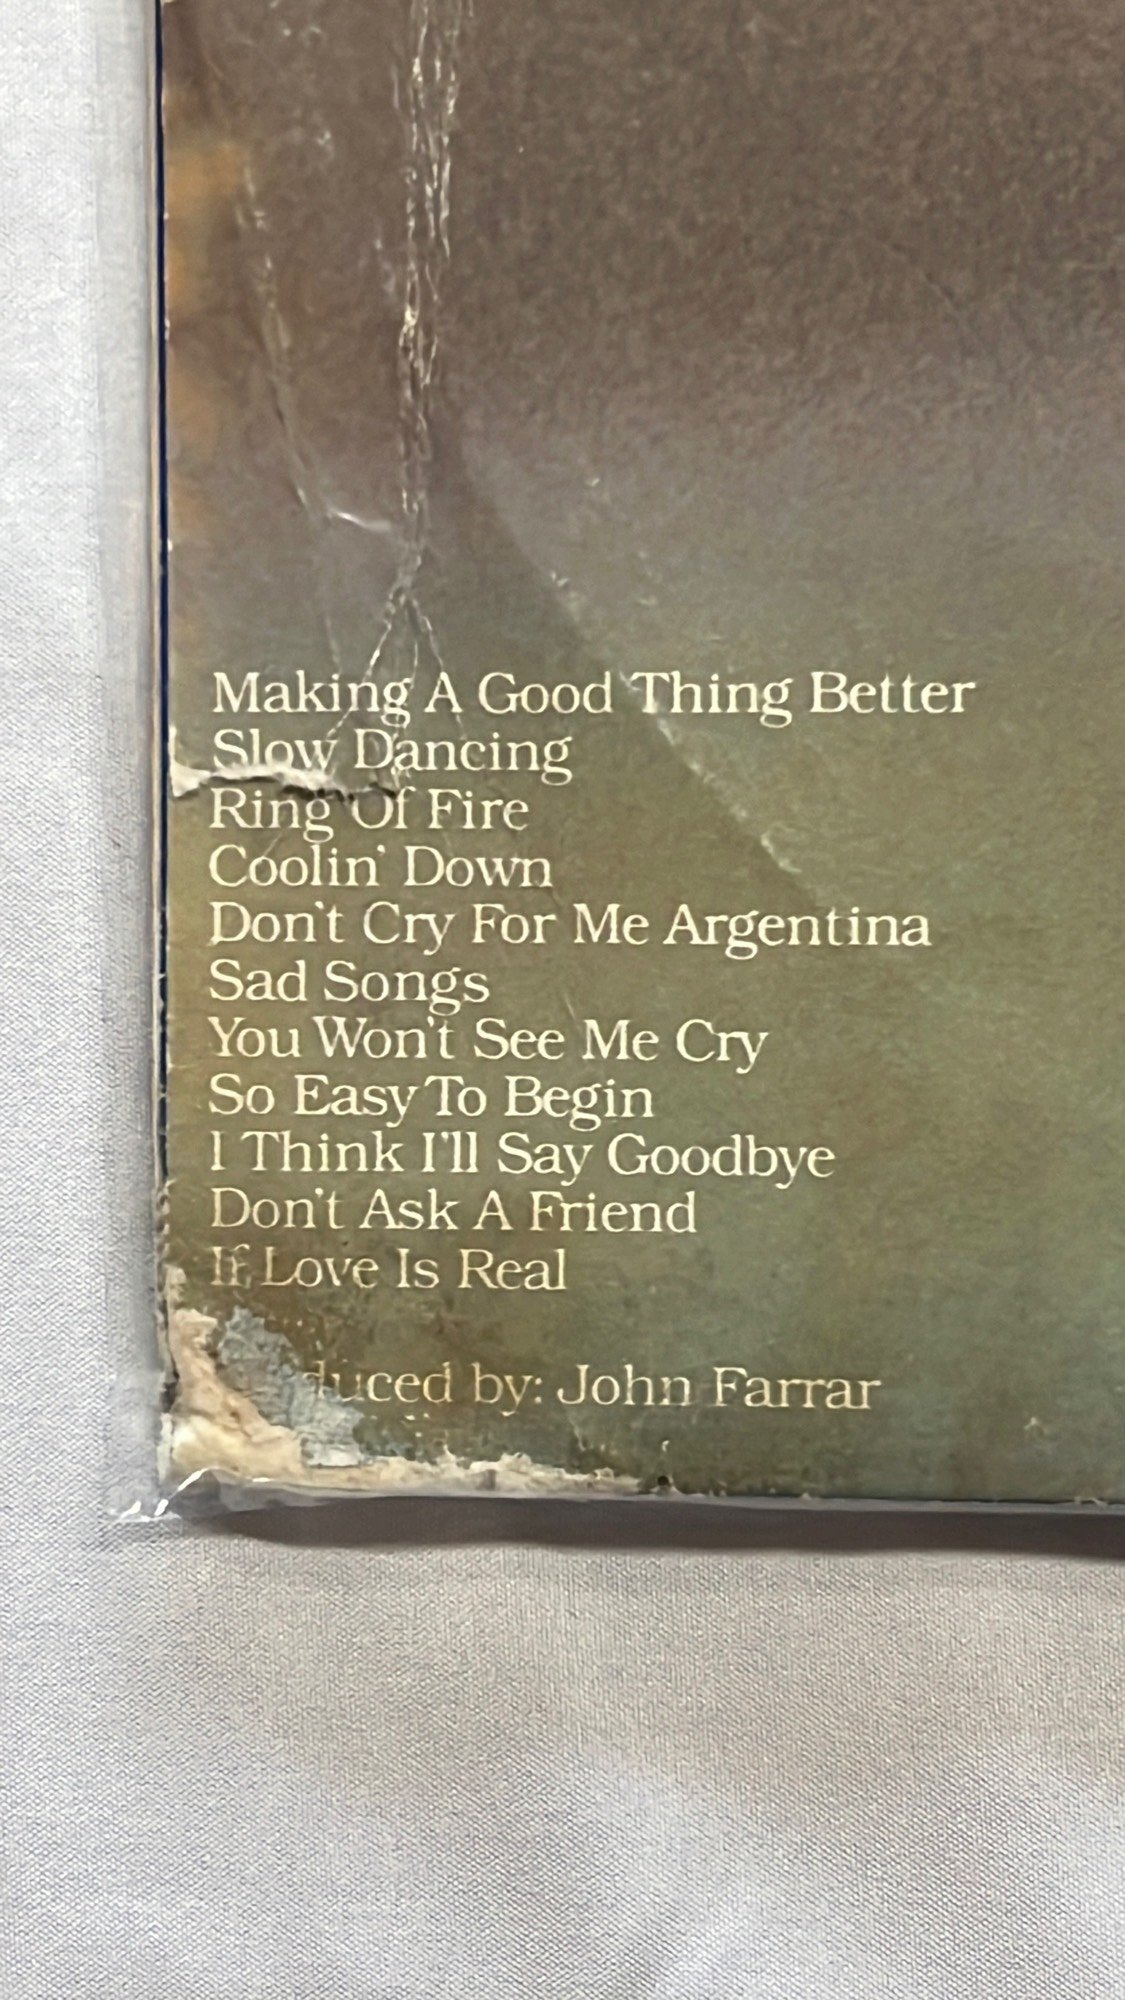 Making A Good Thing Better
Slow Dancing
Ring Of Fire
Coolin' Down
Don't Cry For Me Argentina
Sad Songs
You Won't See Me Cry
So Easy To Begin
I Think I'll Say Goodbye
Don't Ask A Friend
If Love Is Real
by: John Farrar